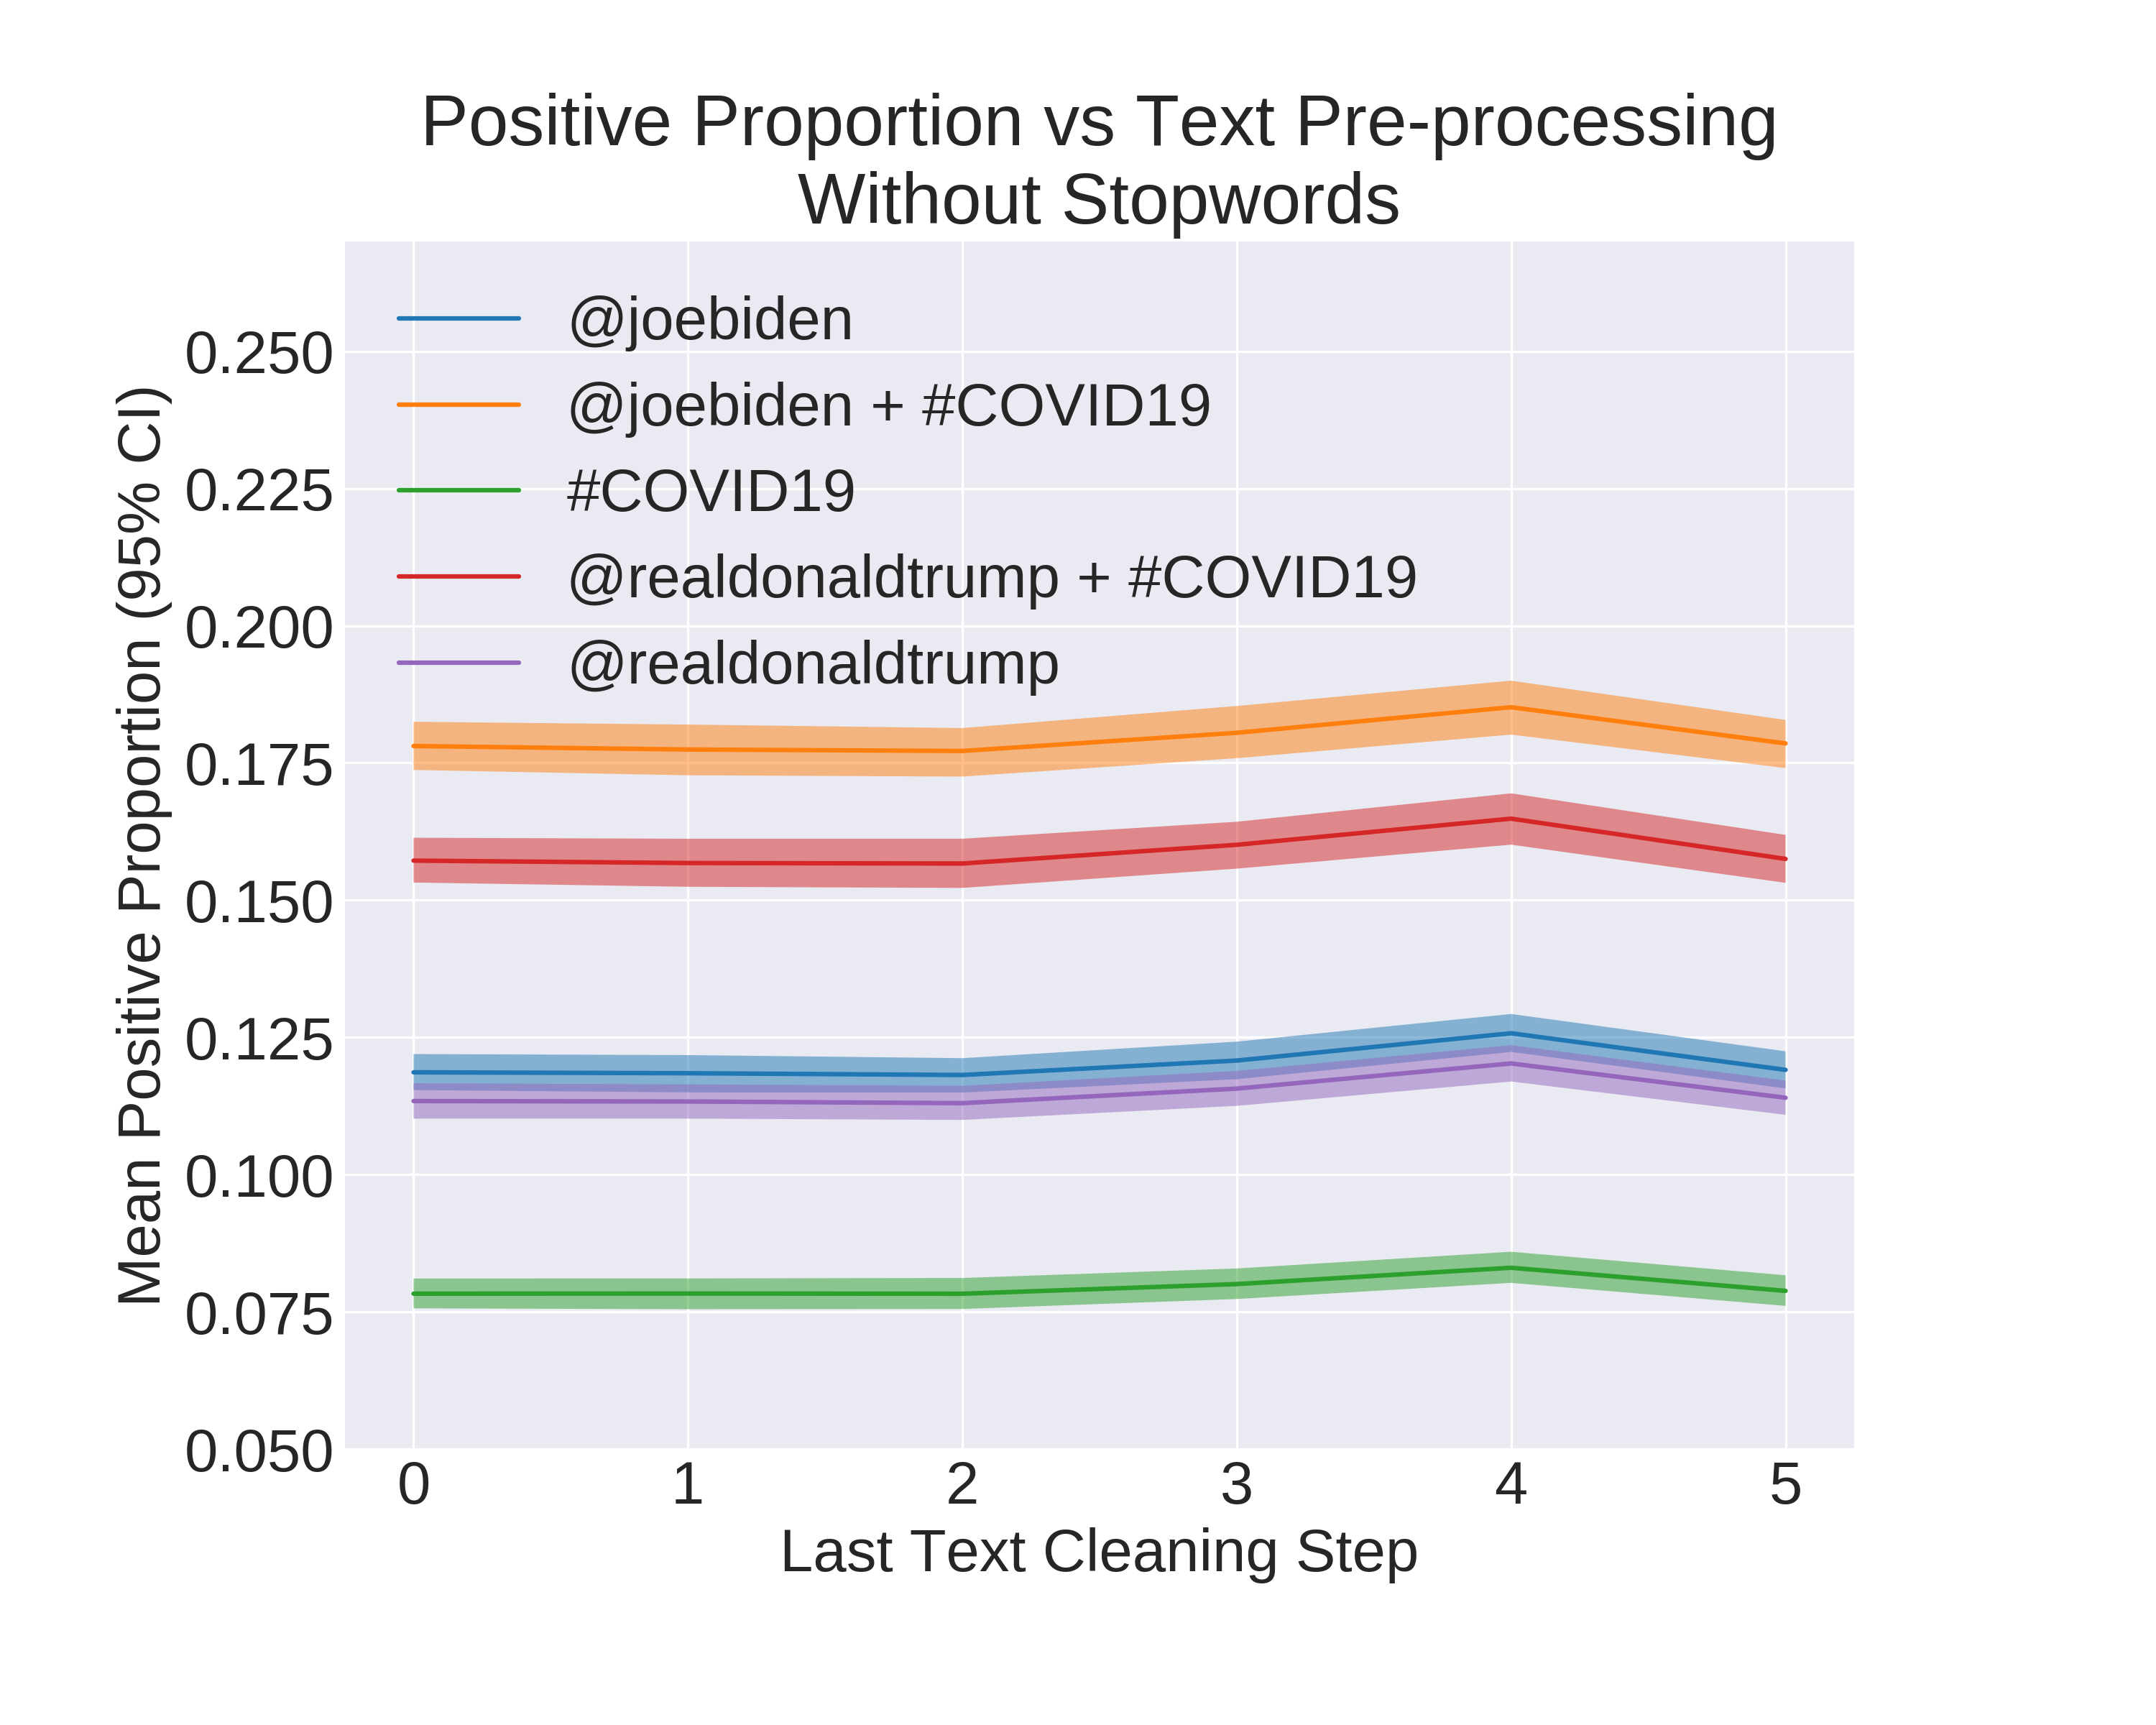 Positive Proportion vs Text Pre-processing
Without Stopwords
@joebiden
@joebiden + #COVID19
#COVID19
@realdonaldtrump + #COVID19
@realdonaldtrump
Mean Positive Proportion (95% CI)
0.250
0.225
0.200
0.175
0.150
0.125
0.100
0.075
0.050
0 1 2 3 4 5
Last Text Cleaning Step